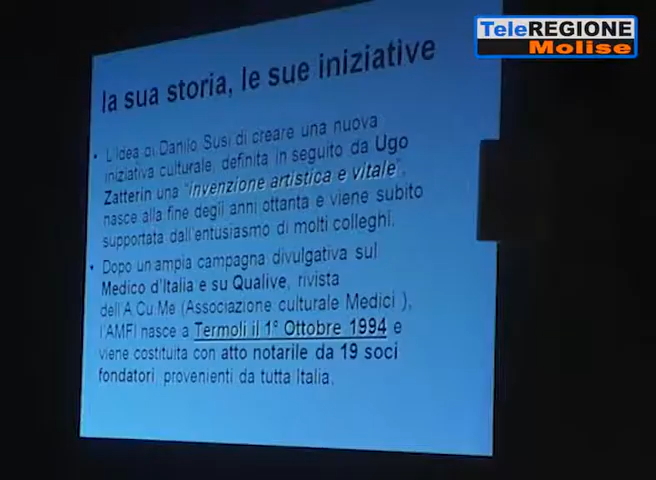 TeleREGIONE
Molise
la sua storia, le sue iniziative
• L'idea di Danilo Susi di creare una nuova
iniziativa culturale, definita in seguito da Ugo
Zatterin una "invenzione artistica e vitale",
nasce alla fine degli anni ottanta e viene subito
supportata dall'entusiasmo di molti colleghi.
• Dopo un'ampia campagna divulgativa sul
Medico d'Italia e su Qualive, rivista
dell'A.Cu.Me (Associazione culturale Medici ),
l'AMFI nasce a Termoli il 1° Ottobre 1994 e
viene costituita con atto notarile da 19 soci
fondatori, provenienti da tutta Italia,